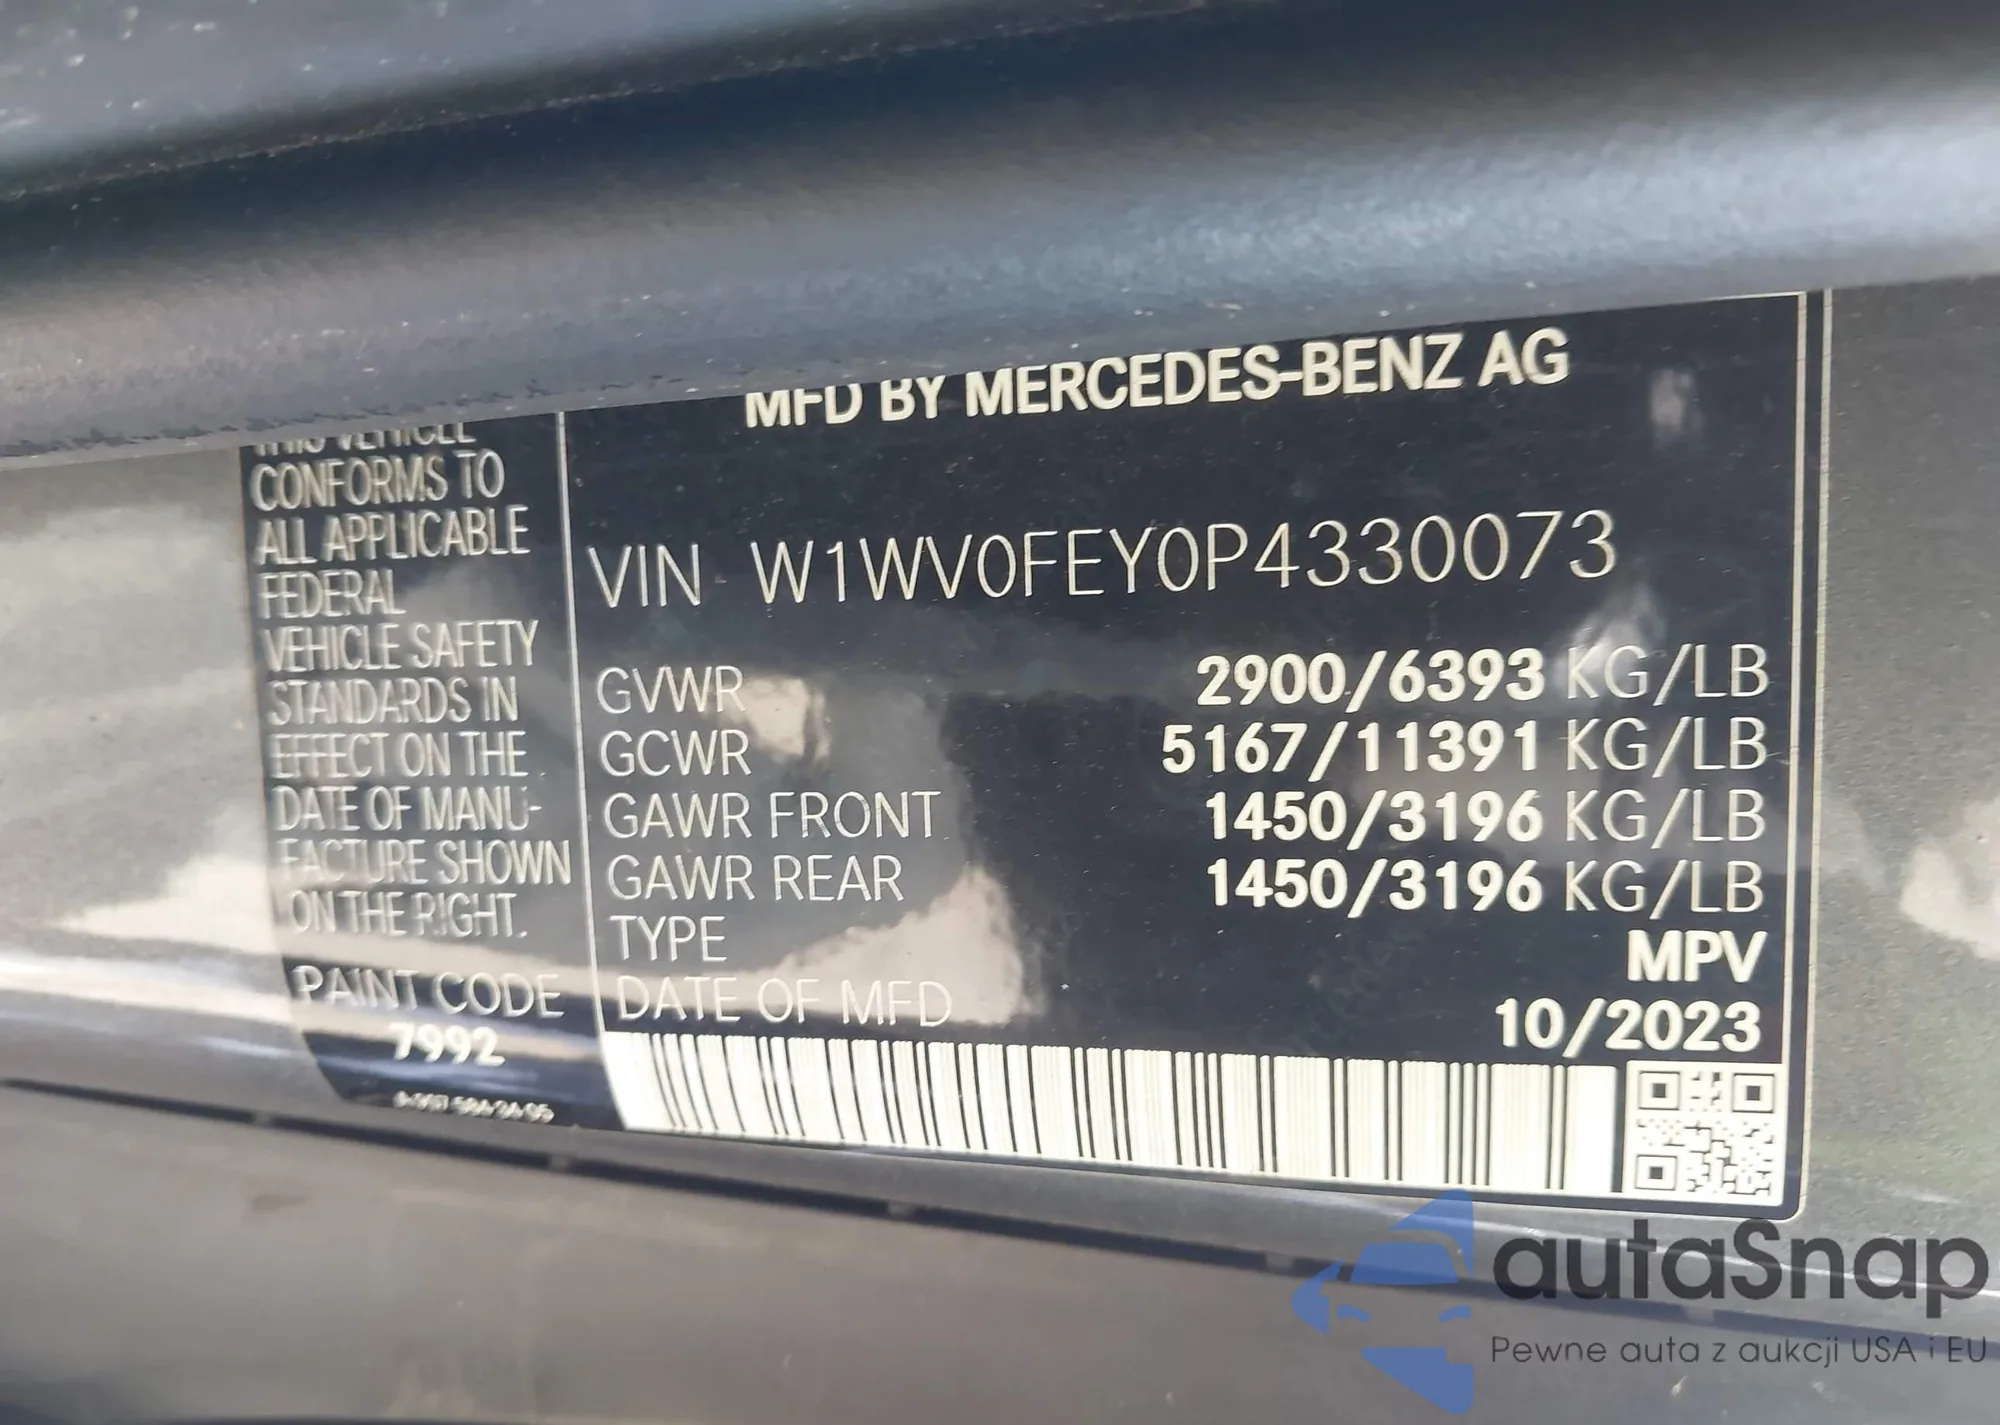 MFD BY MERCEDES-BENZ AG
THIS VEHICLE
CONFORMS TO
ALL APPLICABLE
FEDERAL
VEHICLE SAFETY
STANDARDS IN
EFFECT ON THE
DATE OF MANU-
FACTURE SHOWN
ON THE RIGHT.
PAINT CODE
7992
VIN W1WV0FEY0P4330073
GVWR 2900/6393 KG/LB
GCWR 5167/11391 KG/LB
GAWR FRONT 1450/3196 KG/LB
GAWR REAR 1450/3196 KG/LB
TYPE MPV
DATE OF MFD 10/2023
autaSnap
Pewne auta z aukcji USA i EU